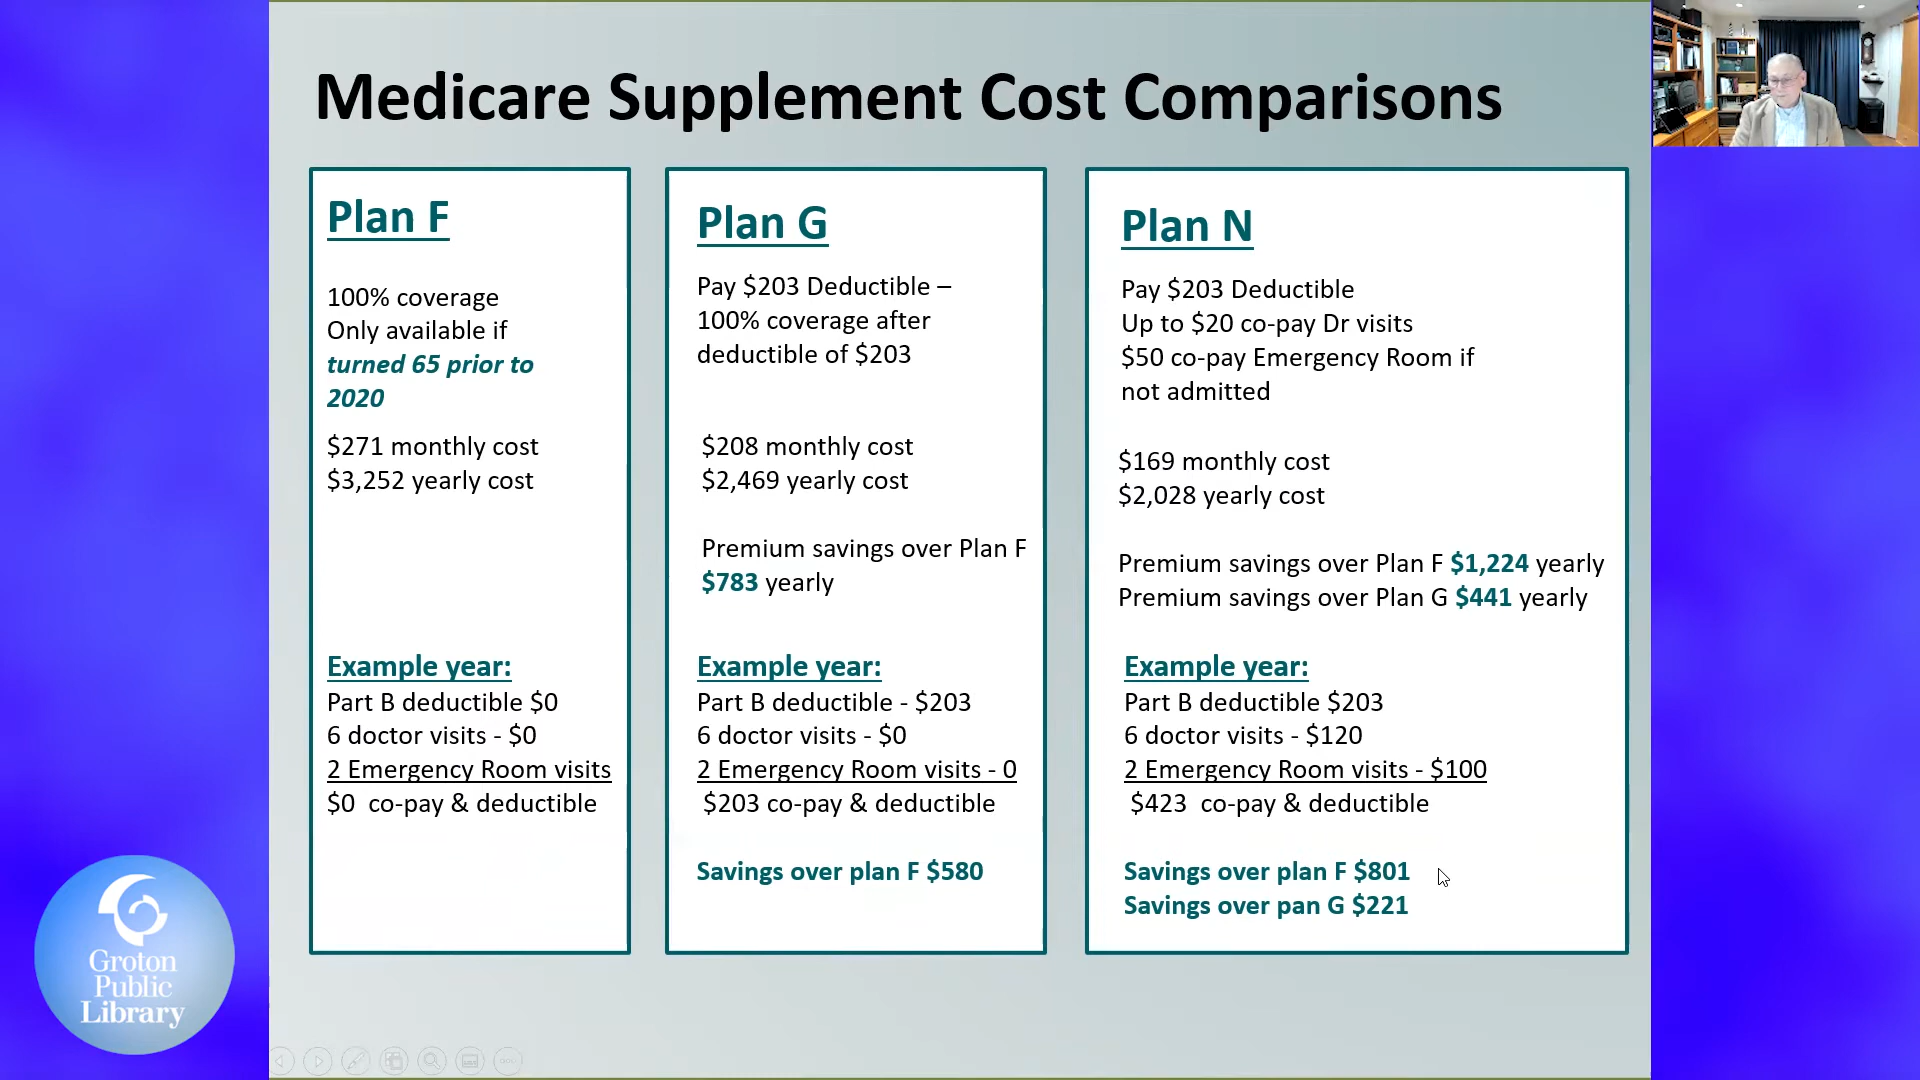 Medicare Supplement Cost Comparisons
Plan F
100% coverage
Only available if
turned 65 prior to
2020
$271 monthly cost
$3,252 yearly cost
Example year:
Part B deductible $0
6 doctor visits - $0
2 Emergency Room visits
$0 co-pay & deductible
Plan G
Pay $203 Deductible –
100% coverage after
deductible of $203
$208 monthly cost
$2,469 yearly cost
Premium savings over Plan F
$783 yearly
Example year:
Part B deductible - $203
6 doctor visits - $0
2 Emergency Room visits - 0
$203 co-pay & deductible
Savings over plan F $580
Plan N
Pay $203 Deductible
Up to $20 co-pay Dr visits
$50 co-pay Emergency Room if
not admitted
$169 monthly cost
$2,028 yearly cost
Premium savings over Plan F $1,224 yearly
Premium savings over Plan G $441 yearly
Example year:
Part B deductible $203
6 doctor visits - $120
2 Emergency Room visits - $100
$423 co-pay & deductible
Savings over plan F $801
Savings over pan G $221
Groton
Public
Library